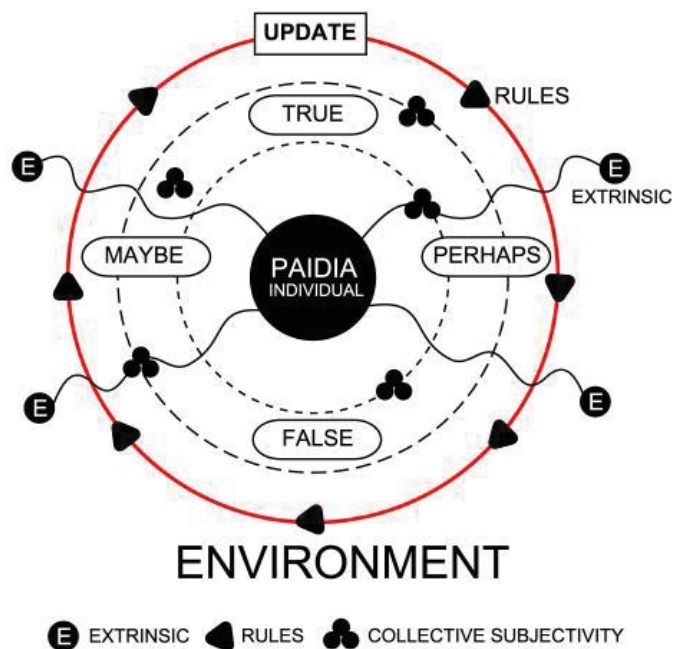 UPDATE
RULES
TRUE
E
E
EXTRINSIC
MAYBE
PAIDIA
INDIVIDUAL
PERHAPS
E
E
FALSE
ENVIRONMENT
E EXTRINSIC RULES COLLECTIVE SUBJECTIVITY